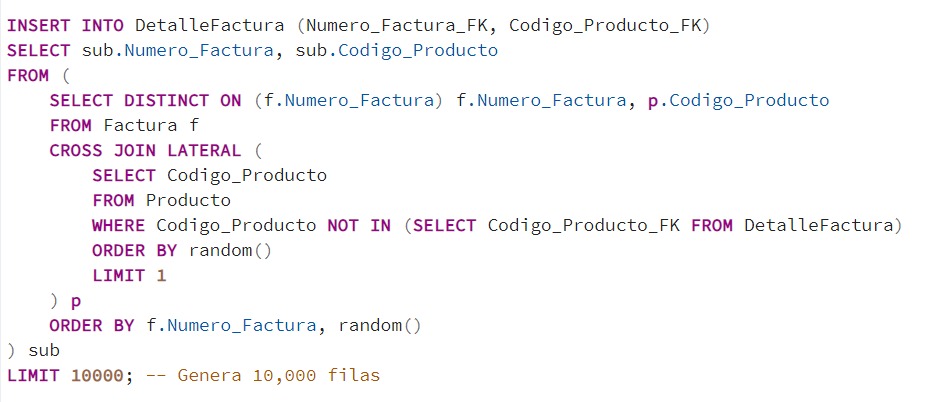 INSERT INTO DetalleFactura (Numero_Factura_FK, Codigo_Producto_FK)
SELECT sub.Numero_Factura, sub.Codigo_Producto
FROM (
    SELECT DISTINCT ON (f.Numero_Factura) f.Numero_Factura, p.Codigo_Producto
    FROM Factura f
    CROSS JOIN LATERAL (
        SELECT Codigo_Producto
        FROM Producto
        WHERE Codigo_Producto NOT IN (SELECT Codigo_Producto_FK FROM DetalleFactura)
        ORDER BY random()
        LIMIT 1
    ) p
    ORDER BY f.Numero_Factura, random()
) sub
LIMIT 10000; -- Genera 10,000 filas